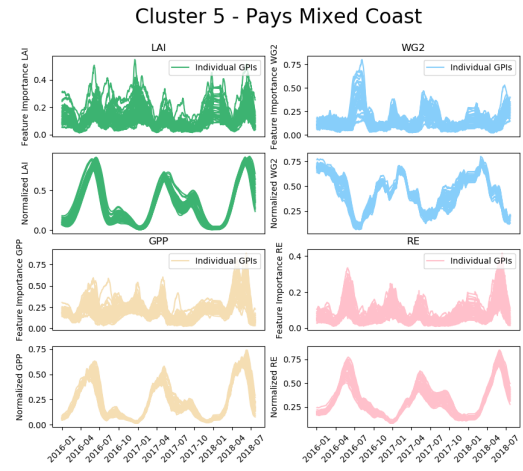 Cluster 5 - Pays Mixed Coast
LAI
WG2
Feature Importance LAI
0.4
0.2
0.0
Individual GPIs
Feature Importance WG2
0.75
0.50
0.25
0.00
Individual GPIs
Normalized LAI
0.5
0.0
Normalized WG2
0.75
0.50
0.25
GPP
RE
Feature Importance GPP
0.75
0.50
0.25
0.00
Individual GPIs
Feature Importance RE
0.4
0.2
0.0
Individual GPIs
Normalized GPP
0.75
0.50
0.25
0.00
2016-01
2016-04
2016-07
2016-10
2017-01
2017-04
2017-07
2017-10
2018-01
2018-04
2018-07
Normalized RE
0.75
0.50
0.25
2016-01
2016-04
2016-07
2016-10
2017-01
2017-04
2017-07
2017-10
2018-01
2018-04
2018-07